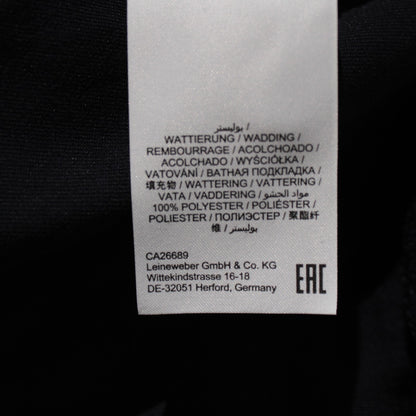 بوليستر /
WATTIERUNG / WADDING /
REMBOURRAGE / ACOLCHOADO /
ACOLCHADO / WYŚCIÓŁKA /
VATOVÁNÍ / ВАТНАЯ ПОДКЛАДКА /
填充物 / WATTERING / VATTERING /
VATA / VADDERING / مواد الحشو
100% POLYESTER / POLIÉSTER /
POLIESTER / ПОЛИЭСТЕР / 聚酯纤
维 / بوليستر /
CA26689
Leineweber GmbH & Co. KG
Wittekindstrasse 16-18
DE-32051 Herford, Germany
EAC